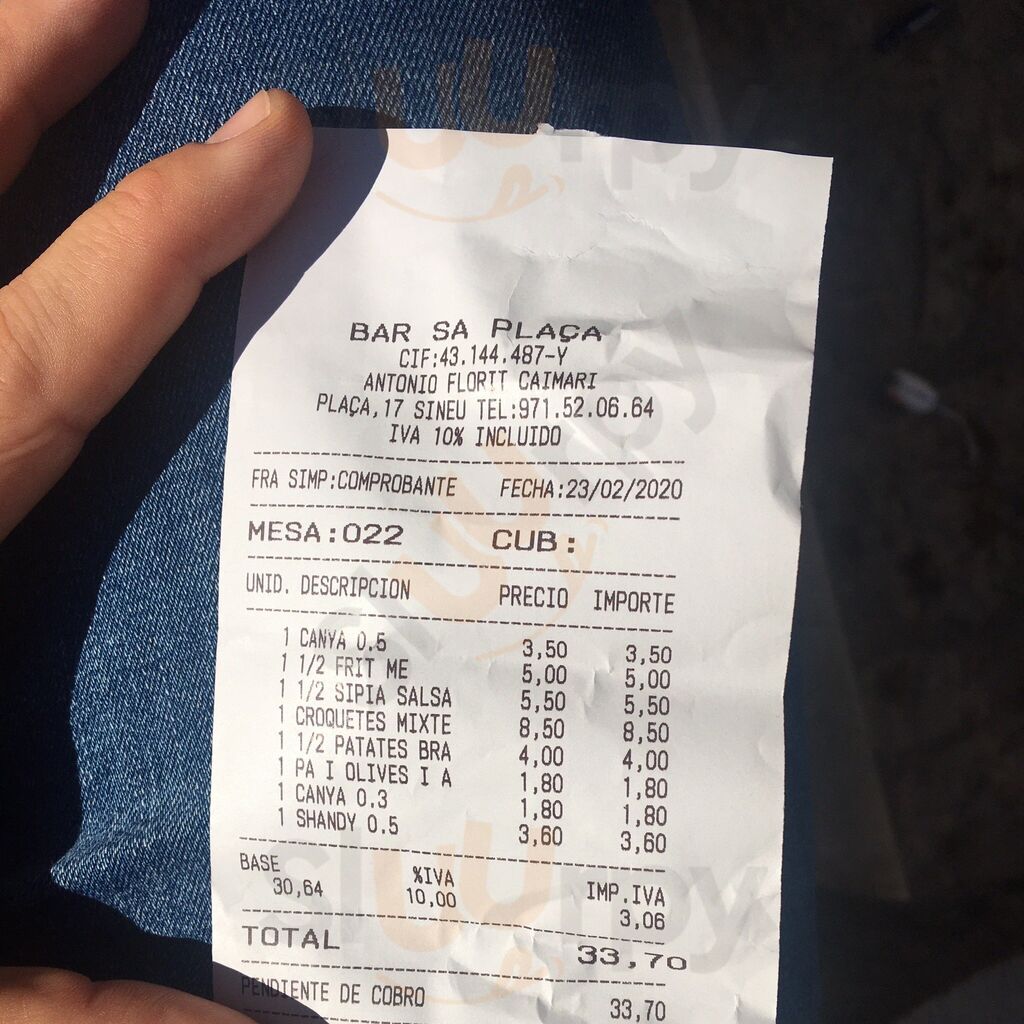 BAR SA PLAÇA
CIF:43.144.487-Y
ANTONIO FLORIT CAIMARI
PLAÇA,17 SINEU TEL:971.52.06.64
IVA 10% INCLUIDO
FRA SIMP:COMPROBANTE FECHA:23/02/2020
MESA:022 CUB:
UNID. DESCRIPCION PRECIO IMPORTE
1 CANYA 0.5 3,50 3,50
1 1/2 FRIT ME 5,00 5,00
1 1/2 SIPIA SALSA 5,50 5,50
1 CROQUETES MIXTE 8,50 8,50
1 1/2 PATATES BRA 4,00 4,00
1 PA I OLIVES I A 1,80 1,80
1 CANYA 0.3 1,80 1,80
1 SHANDY 0.5 3,60 3,60
BASE %IVA IMP.IVA
30,64 10,00 3,06
TOTAL 33,70
PENDIENTE DE COBRO 33,70
sluurpy